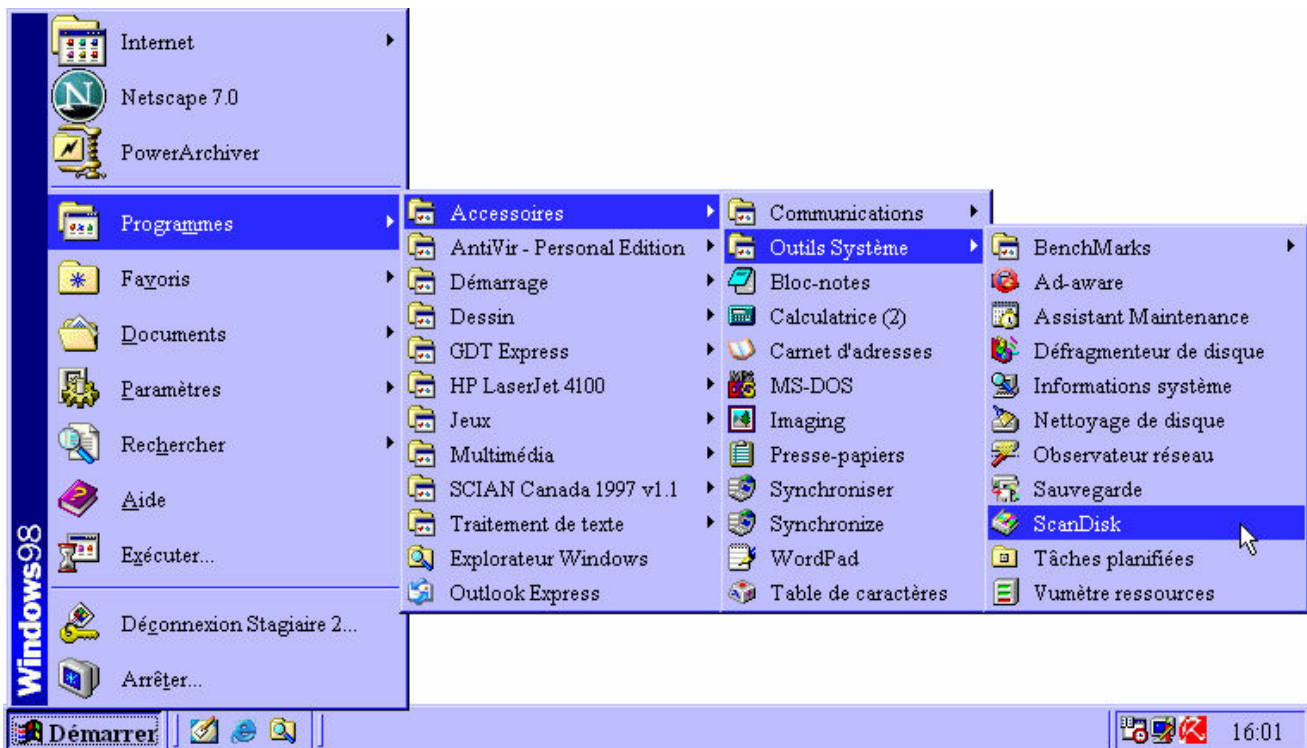 Internet
Netscape 7.0
PowerArchiver
Programmes
Favoris
Documents
Paramètres
Rechercher
Aide
Exécuter...
Déconnexion Stagiaire 2...
Arrêter...
Windows98
Accessoires
AntiVir - Personal Edition
Démarrage
Dessin
GDT Express
HP LaserJet 4100
Jeux
Multimédia
SCIAN Canada 1997 v1.1
Traitement de texte
Explorateur Windows
Outlook Express
Communications
Outils Système
Bloc-notes
Calculatrice (2)
Carnet d'adresses
MS-DOS
Imaging
Presse-papiers
Synchroniser
Synchronize
WordPad
Table de caractères
BenchMarks
Ad-aware
Assistant Maintenance
Défragmenteur de disque
Informations système
Nettoyage de disque
Observateur réseau
Sauvegarde
ScanDisk
Tâches planifiées
Vumètre ressources
Démarrer
16:01